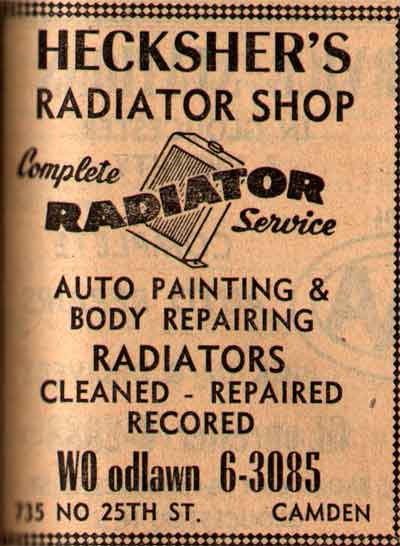 HECKSHER'S
RADIATOR SHOP
Complete
RADIATOR
Service
AUTO PAINTING &
BODY REPAIRING
RADIATORS
CLEANED - REPAIRED
RECORED
WO odlawn 6-3085
735 NO 25TH ST. CAMDEN